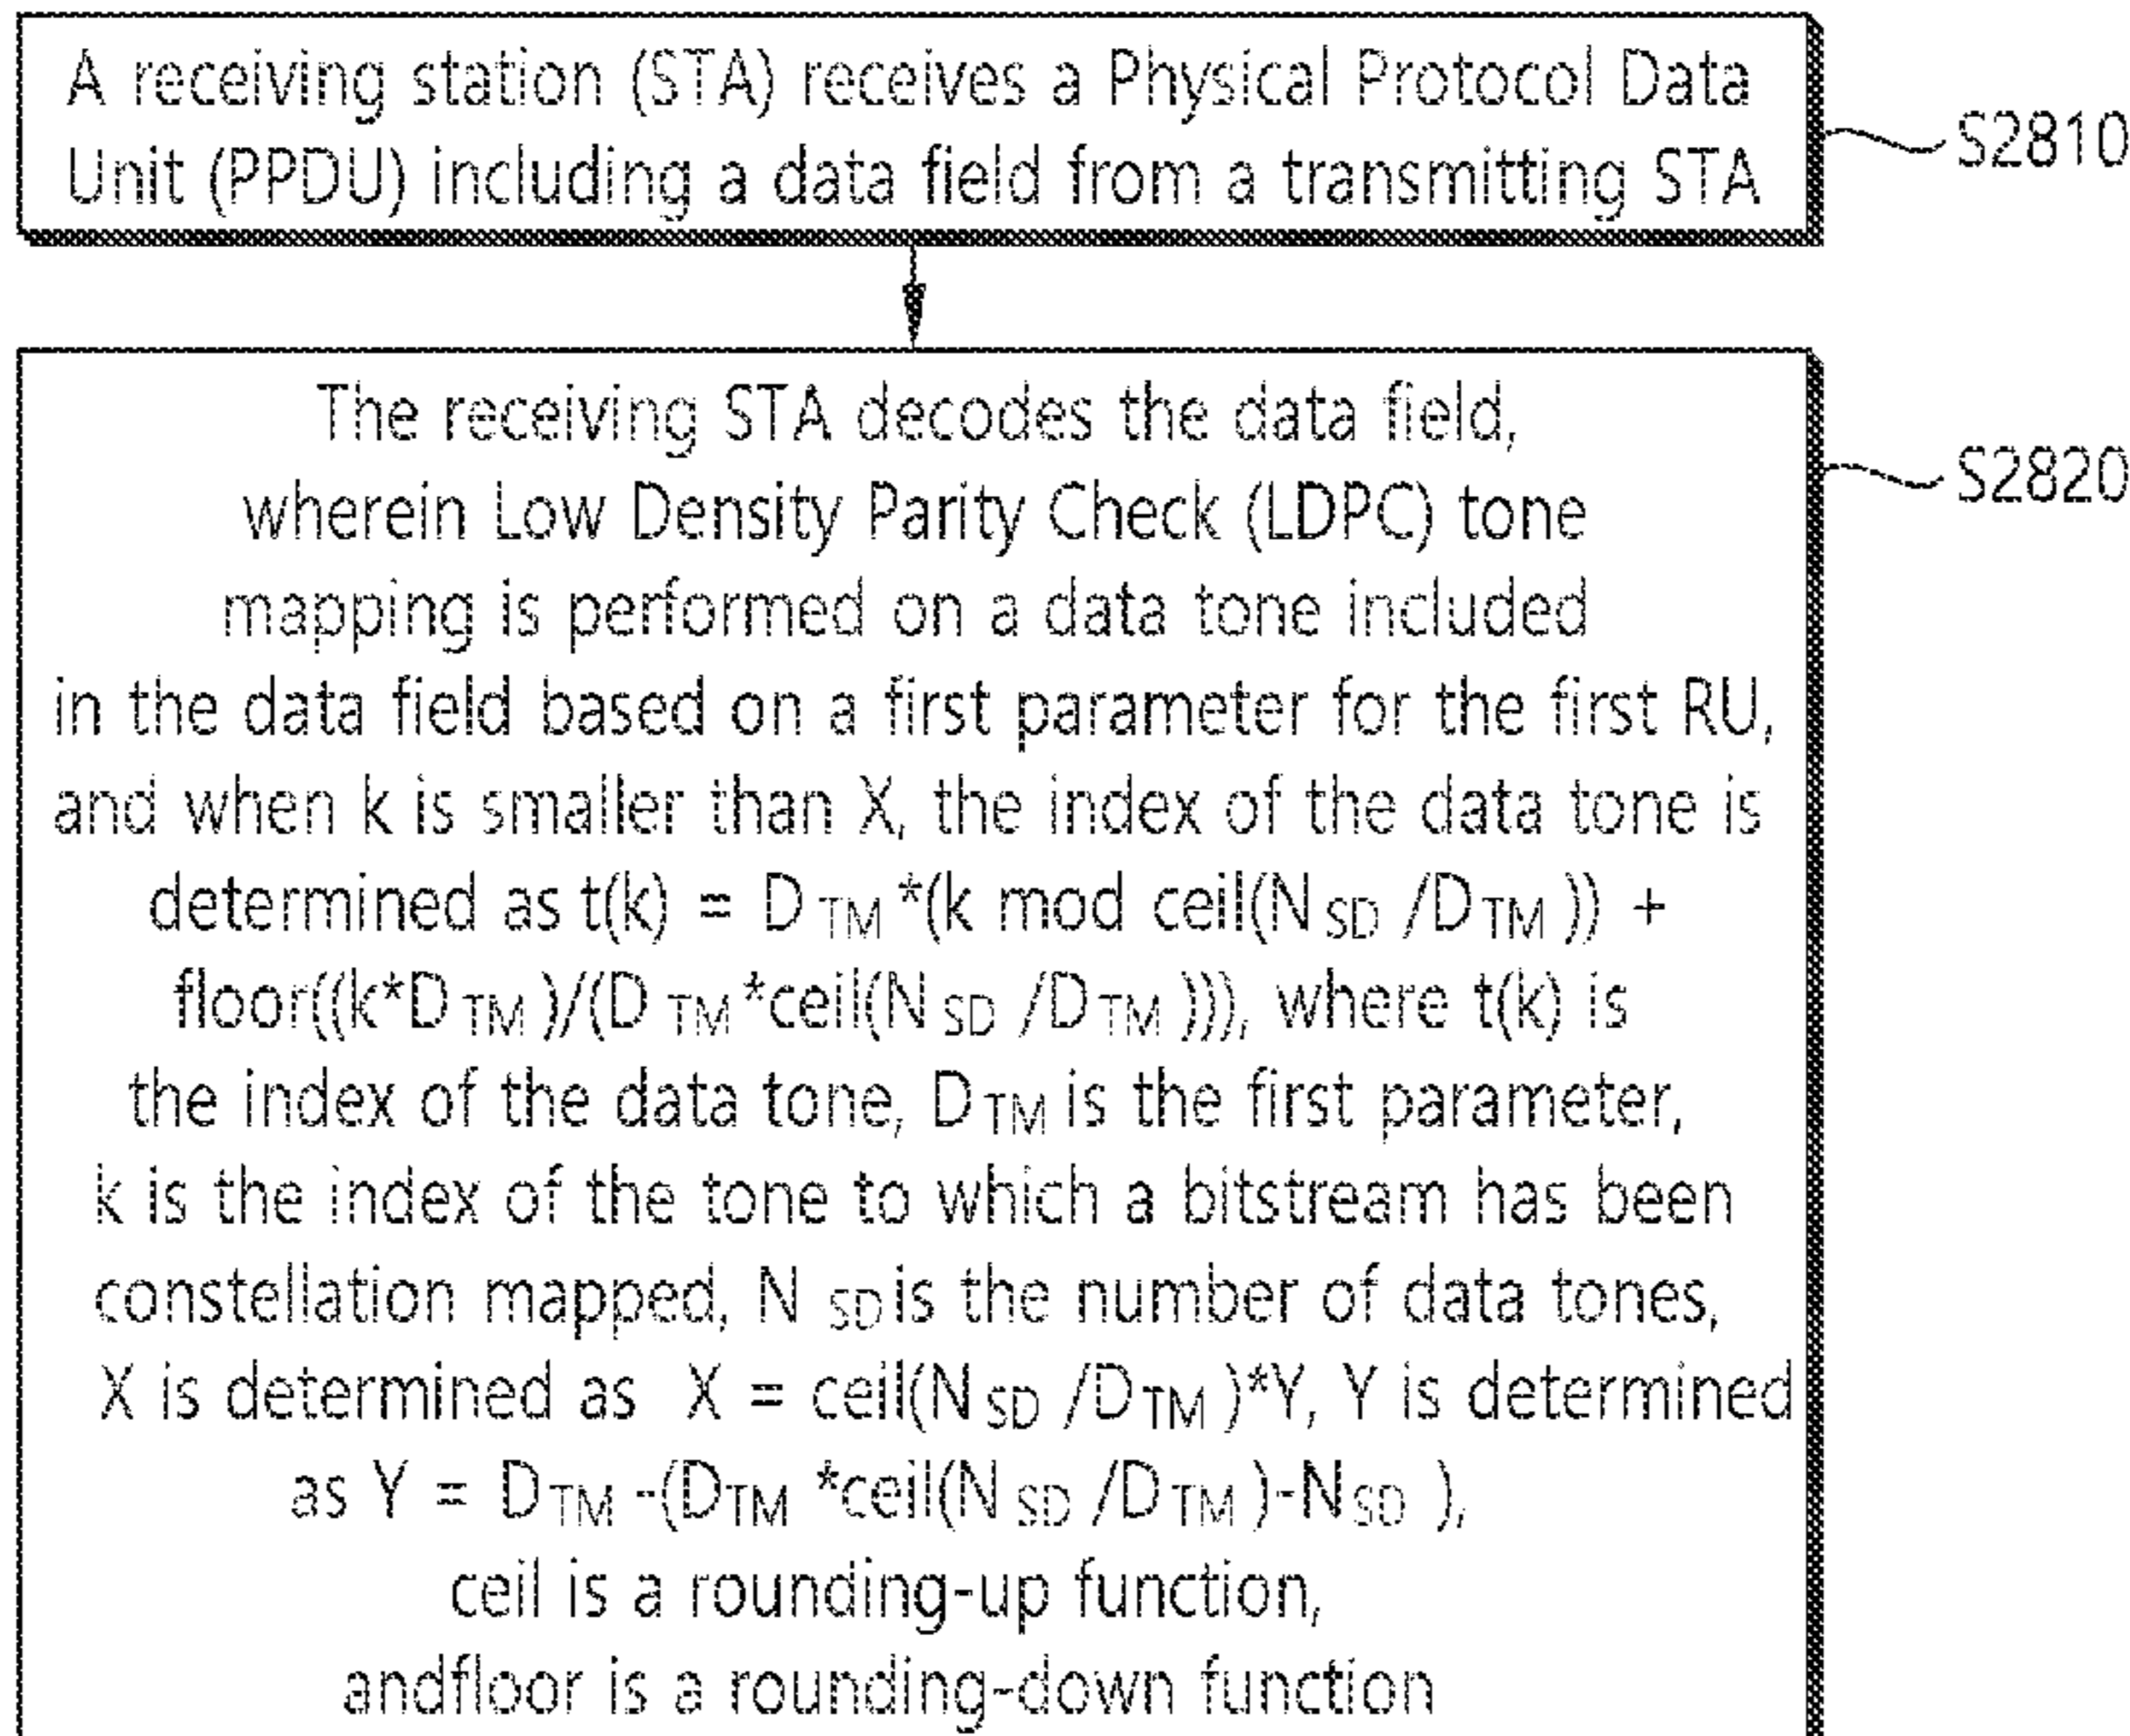 A receiving station (STA) receives a Physical Protocol Data
Unit (PPDU) including a data field from a transmitting STA
S2810
The receiving STA decodes the data field,
S2820
wherein Low Density Parity Check (LDPC) tone
mapping is performed on a data tone included
in the data field based on a first parameter for the first RU,
and when k is smaller than X, the index of the data tone is
determined as t(k) = D TM *(k mod ceil(N SD /D TM )) +
floor((k*D TM )/(D TM *ceil(N SD /D TM ))), where t(k) is
the index of the data tone, D TM is the first parameter,
k is the index of the tone to which a bitstream has been
constellation mapped, N SD is the number of data tones,
X is determined as X = ceil(N SD /D TM )*Y, Y is determined
as Y = D TM -(D TM *ceil(N SD /D TM )-N SD ),
ceil is a rounding-up function,
andfloor is a rounding-down function